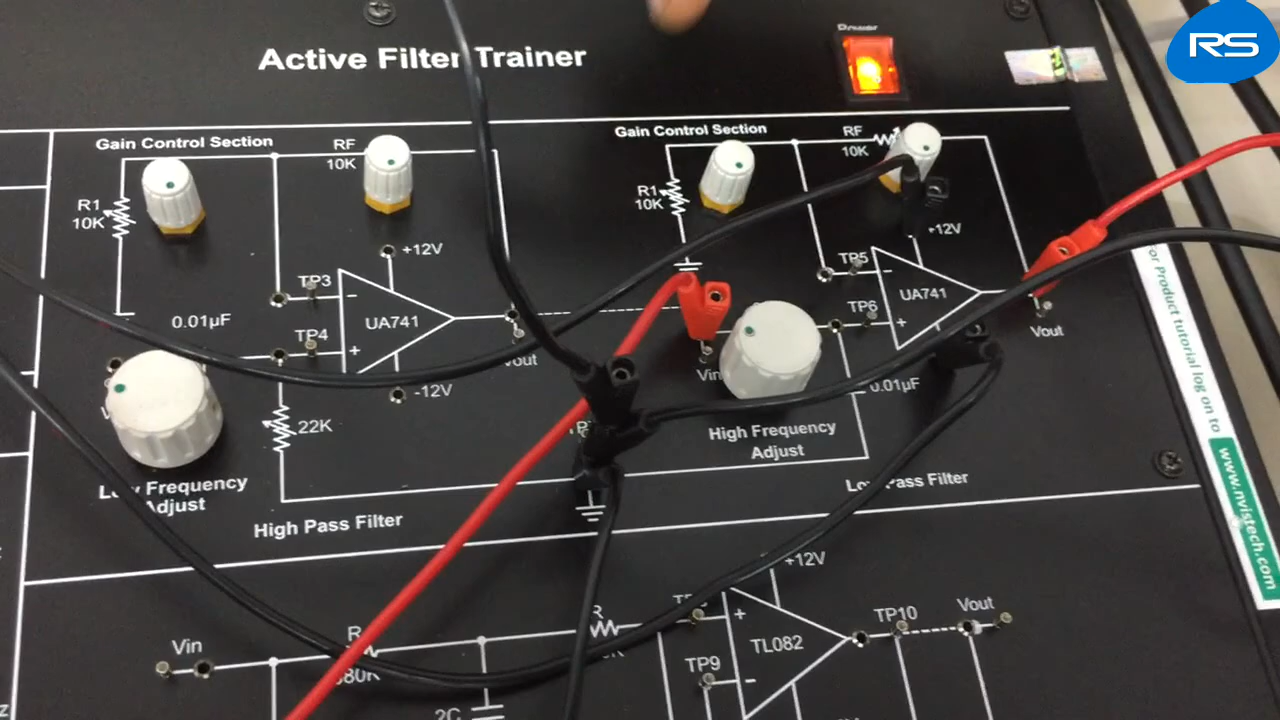 RS
Power
Active Filter Trainer
Gain Control Section
RF
10K
R1
10K
+12V
TP3
-
UA741
TP4
+
0.01µF
Vout
-12V
22K
Low Frequency
Adjust
High Pass Filter
Gain Control Section
RF
10K
R1
10K
+12V
TP5
-
UA741
TP6
+
Vin
Vout
0.01µF
High Frequency
Adjust
Low Pass Filter
or Product tutorial log on to
www.nvistech.com
+12V
Vin
R
R
+
TL082
TP9
-
TP10
Vout
2C